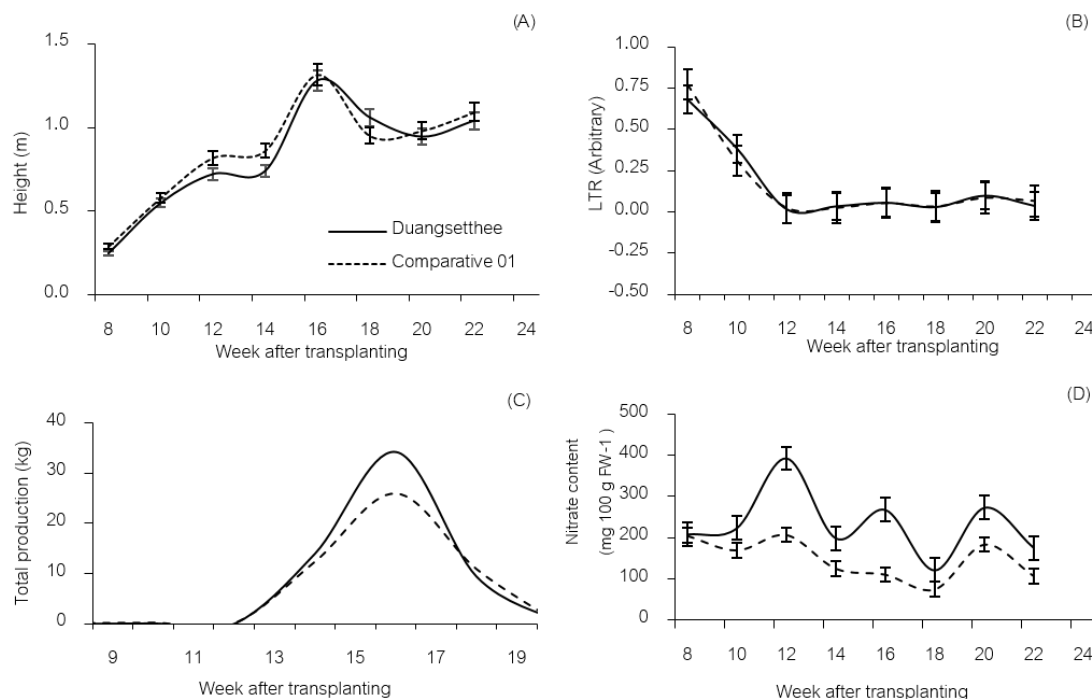 (A)
Height (m)
1.5
1.0
0.5
0.0
Duangsetthee
Comparative 01
8 10 12 14 16 18 20 22 24
Week after transplanting
(B)
LTR (Arbitrary)
1.00
0.75
0.50
0.25
0.00
-0.25
-0.50
8 10 12 14 16 18 20 22 24
Week after transplanting
(C)
Total production (kg)
40
30
20
10
0
9 11 13 15 17 19
Week after transplanting
(D)
Nitrate content
(mg 100 g FW-1 )
500
400
300
200
100
0
8 10 12 14 16 18 20 22 24
Week after transplanting